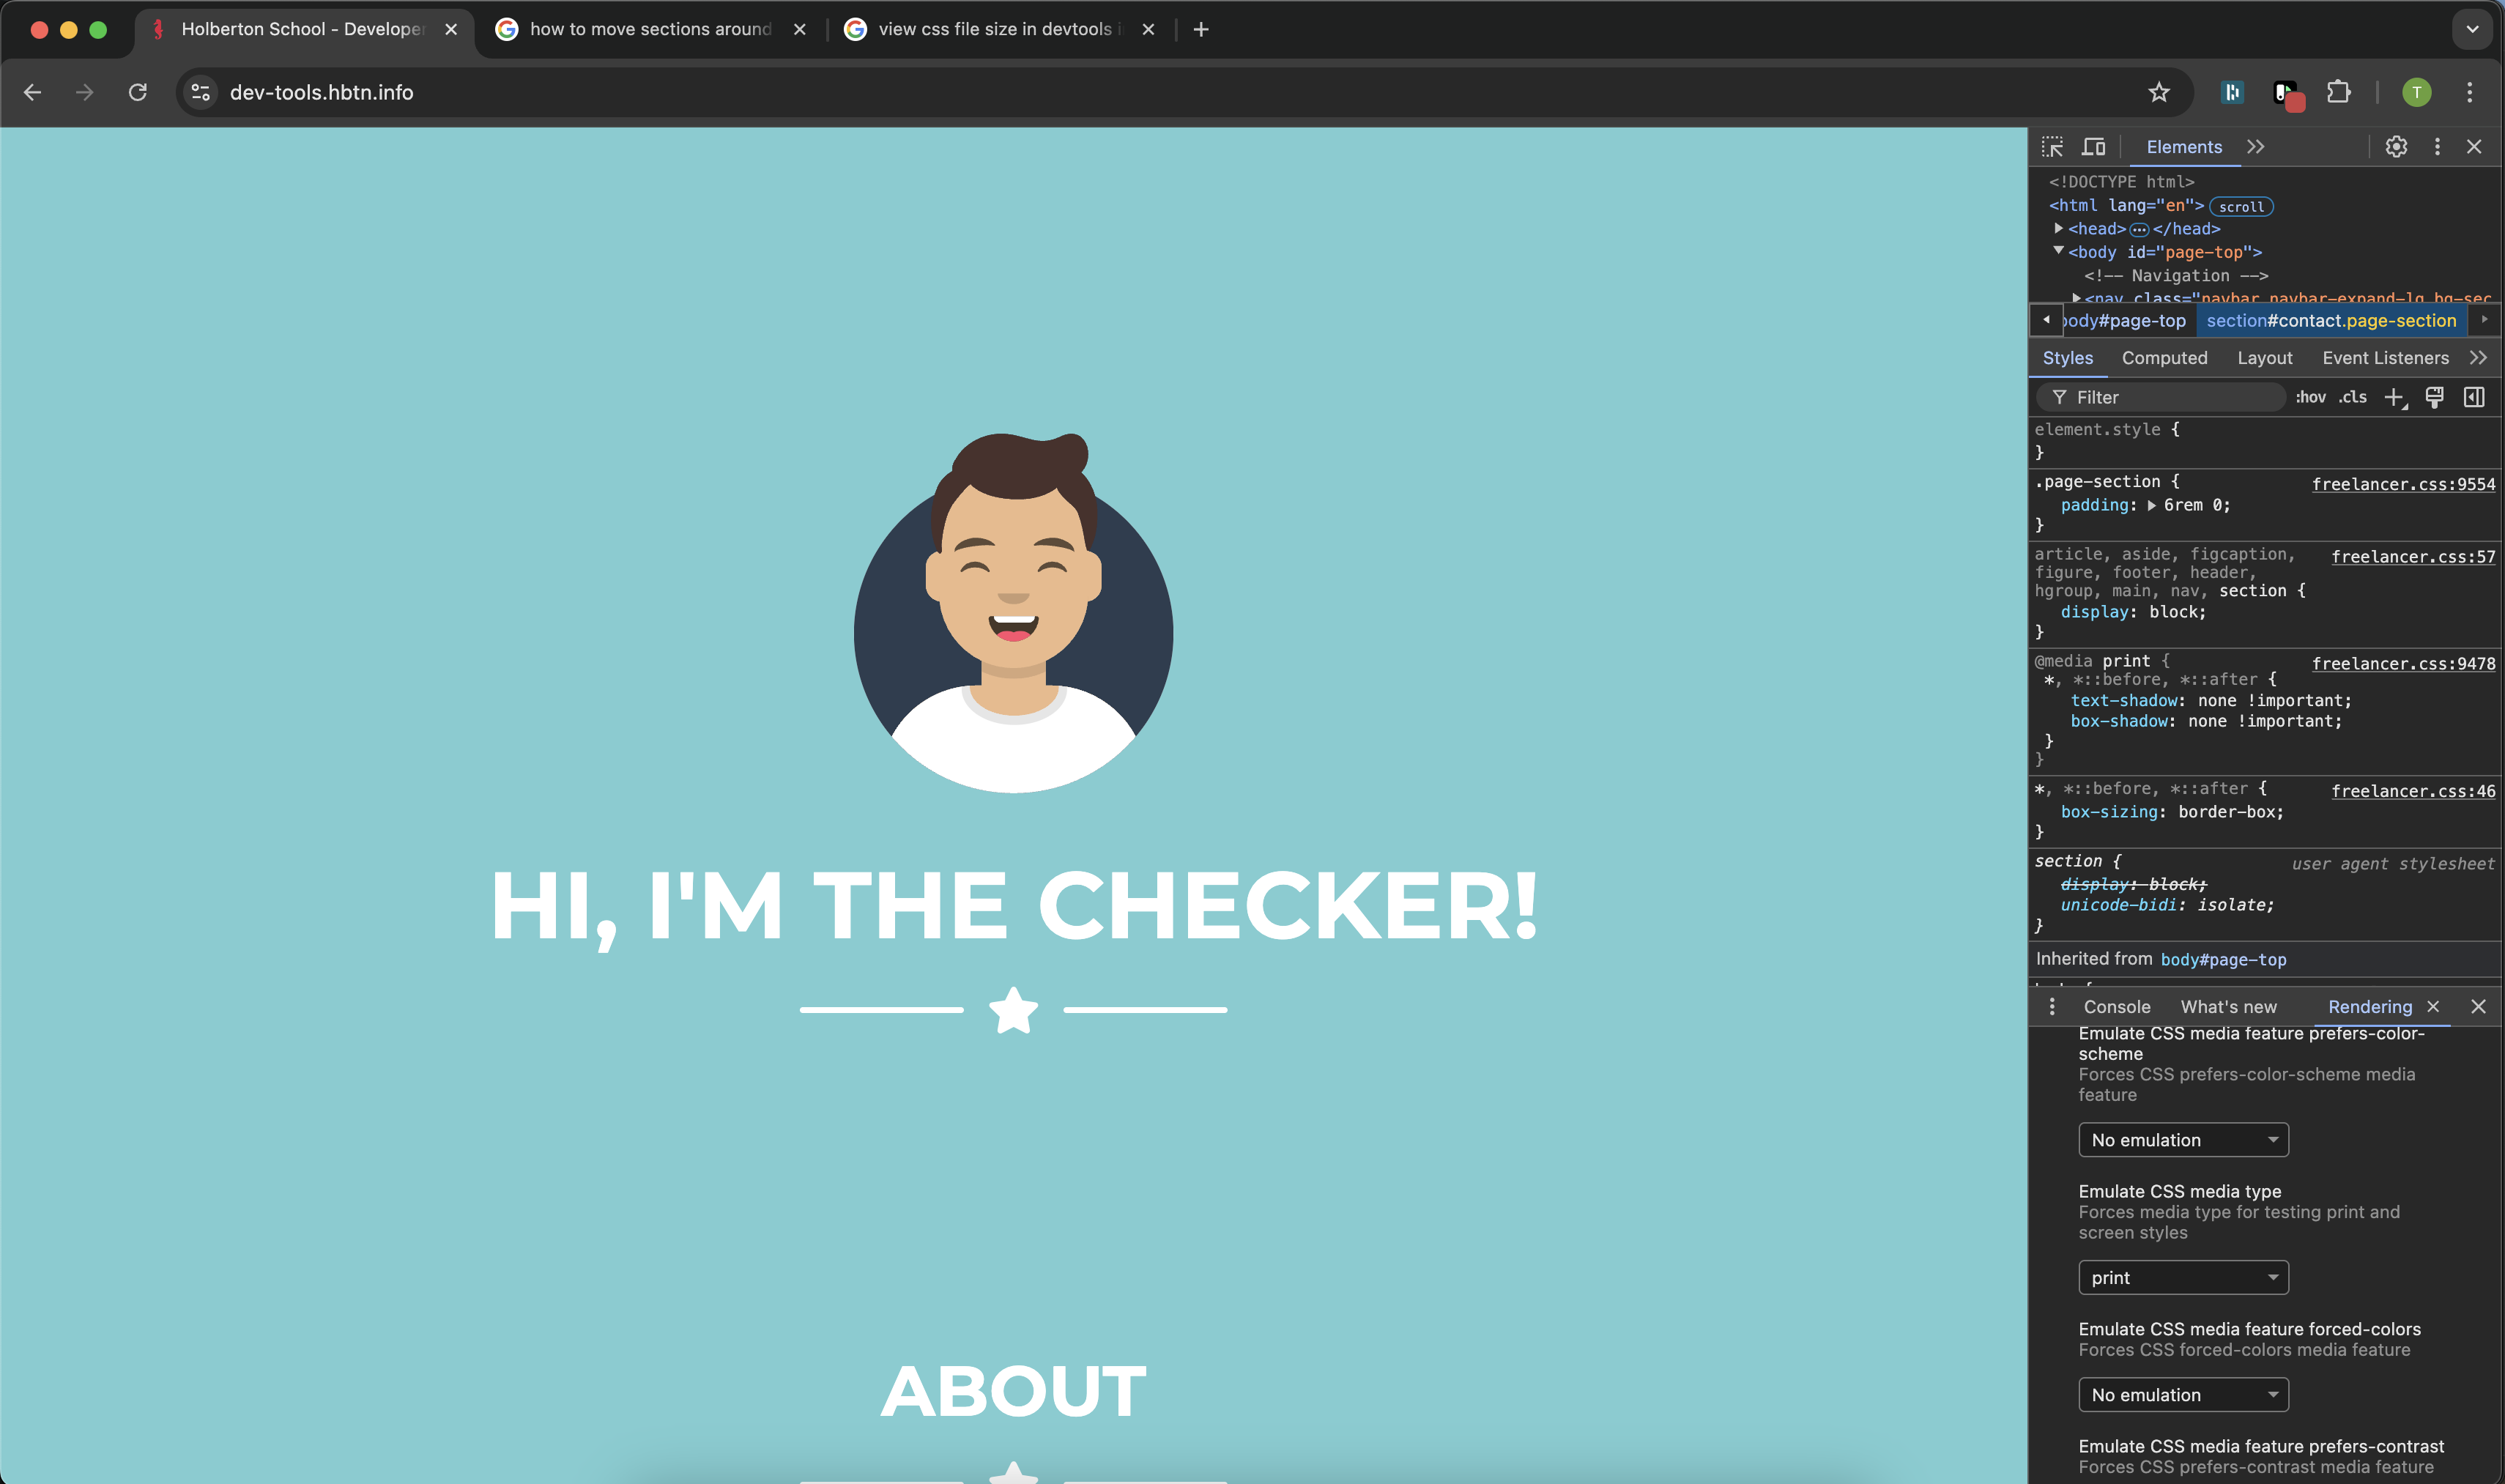 Holberton School - Developer
how to move sections around
view css file size in devtools i
dev-tools.hbtn.info
T
Elements
<!DOCTYPE html>
<html lang="en"> scroll
<head> ••• </head>
<body id="page-top">
<!-- Navigation -->
<nav class="navbar navbar-expand-lg bg-sec
body#page-top section#contact.page-section
Styles Computed Layout Event Listeners
Filter :hov .cls
element.style {
}
.page-section { freelancer.css:9554
padding: 6rem 0;
}
article, aside, figcaption, freelancer.css:57
figure, footer, header,
hgroup, main, nav, section {
display: block;
}
@media print { freelancer.css:9478
*, *::before, *::after {
text-shadow: none !important;
box-shadow: none !important;
}
}
*, *::before, *::after { freelancer.css:46
box-sizing: border-box;
}
section { user agent stylesheet
display: block;
unicode-bidi: isolate;
}
Inherited from body#page-top
Console What's new Rendering
Emulate CSS media feature prefers-color-
scheme
Forces CSS prefers-color-scheme media
feature
No emulation
Emulate CSS media type
Forces media type for testing print and
screen styles
print
Emulate CSS media feature forced-colors
Forces CSS forced-colors media feature
No emulation
Emulate CSS media feature prefers-contrast
Forces CSS prefers-contrast media feature
HI, I'M THE CHECKER!
ABOUT